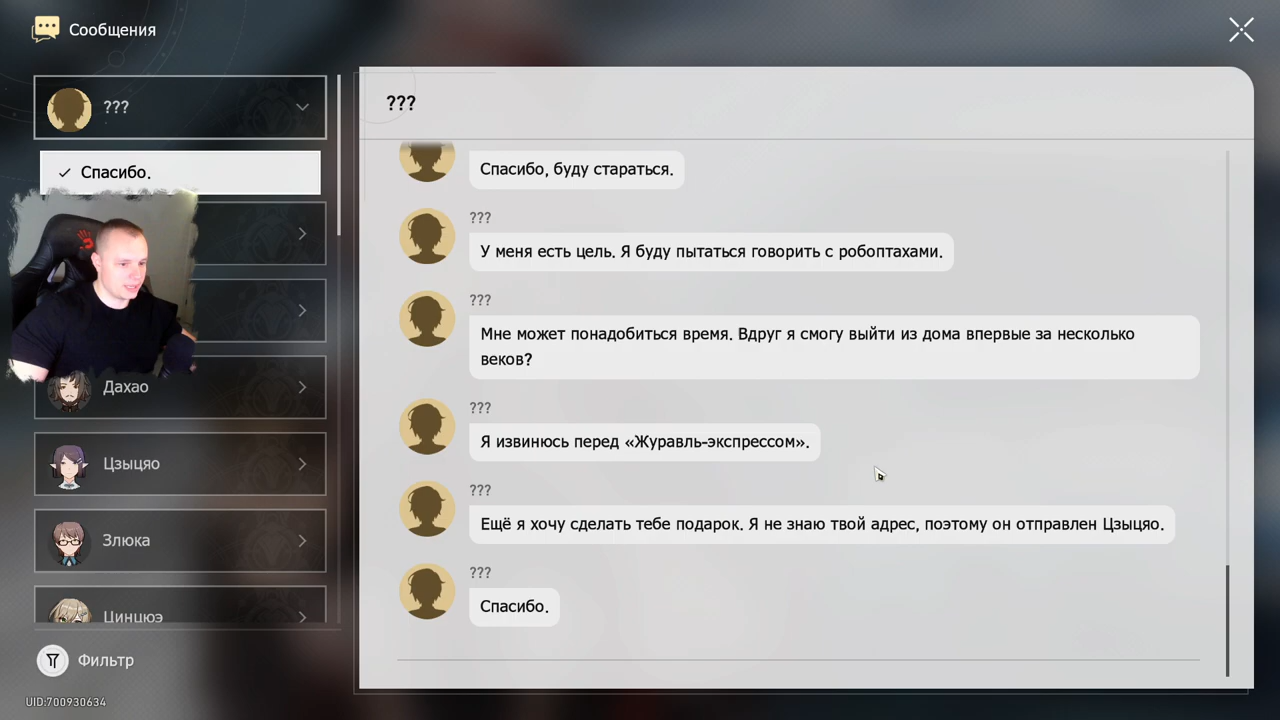 Сообщения
???
Спасибо.
Дахао
Цзыцяо
Злюка
Цинцюэ
Фильтр
UID:700930634
???
Спасибо, буду стараться.
???
У меня есть цель. Я буду пытаться говорить с робоптахами.
???
Мне может понадобиться время. Вдруг я смогу выйти из дома впервые за несколько
веков?
???
Я извинюсь перед «Журавль-экспрессом».
???
Ещё я хочу сделать тебе подарок. Я не знаю твой адрес, поэтому он отправлен Цзыцяо.
???
Спасибо.